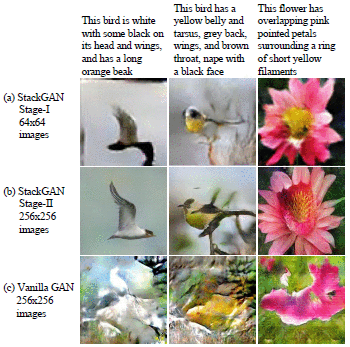 This bird is white
with some black on
its head and wings,
and has a long
orange beak
This bird has a
yellow belly and
tarsus, grey back,
wings, and brown
throat, nape with
a black face
This flower has
overlapping pink
pointed petals
surrounding a ring
of short yellow
filaments
(a) StackGAN
Stage-I
64x64
images
(b) StackGAN
Stage-II
256x256
images
(c) Vanilla GAN
256x256
images